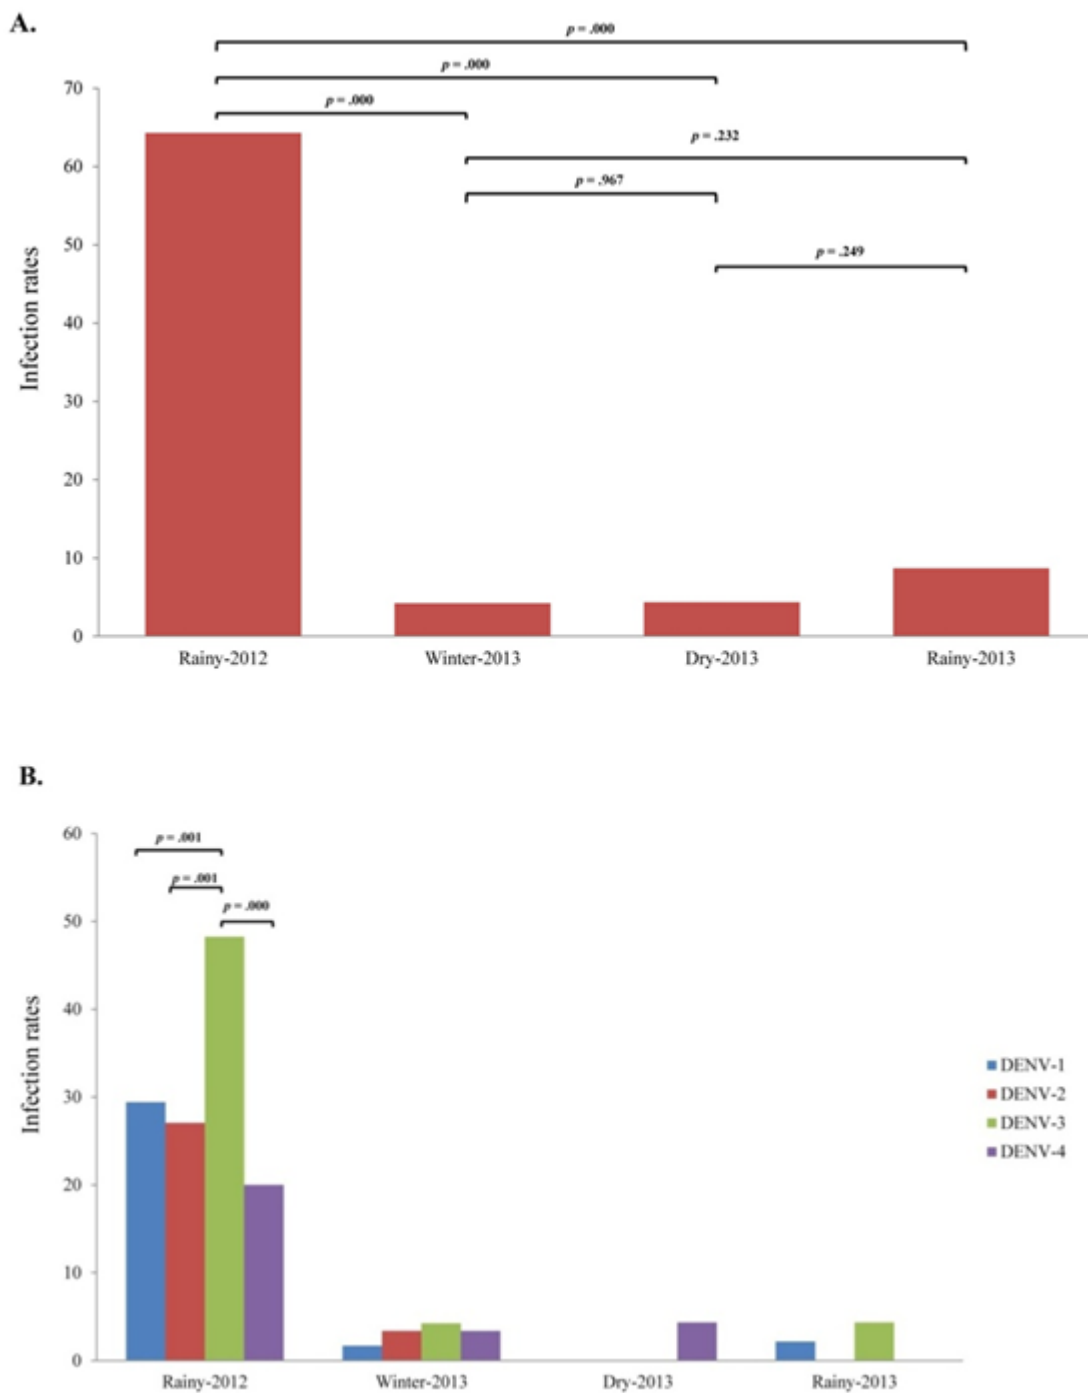 A.
p = .000
p = .000
p = .000
p = .232
p = .967
p = .249
70
60
50
40
30
20
10
0
Infection rates
Rainy-2012 Winter-2013 Dry-2013 Rainy-2013
B.
60
50
40
30
20
10
0
p = .001
p = .001
p = .000
Infection rates
DENV-1
DENV-2
DENV-3
DENV-4
Rainy-2012 Winter-2013 Dry-2013 Rainy-2013